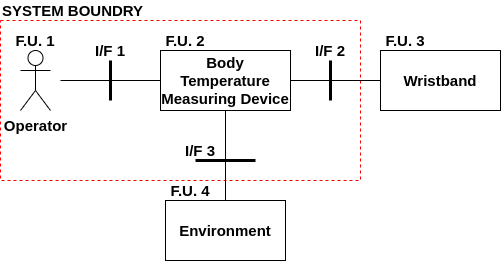 SYSTEM BOUNDRY
F.U. 1
I/F 1
F.U. 2
I/F 2
F.U. 3
Body
Temperature
Measuring Device
Wristband
Operator
I/F 3
F.U. 4
Environment